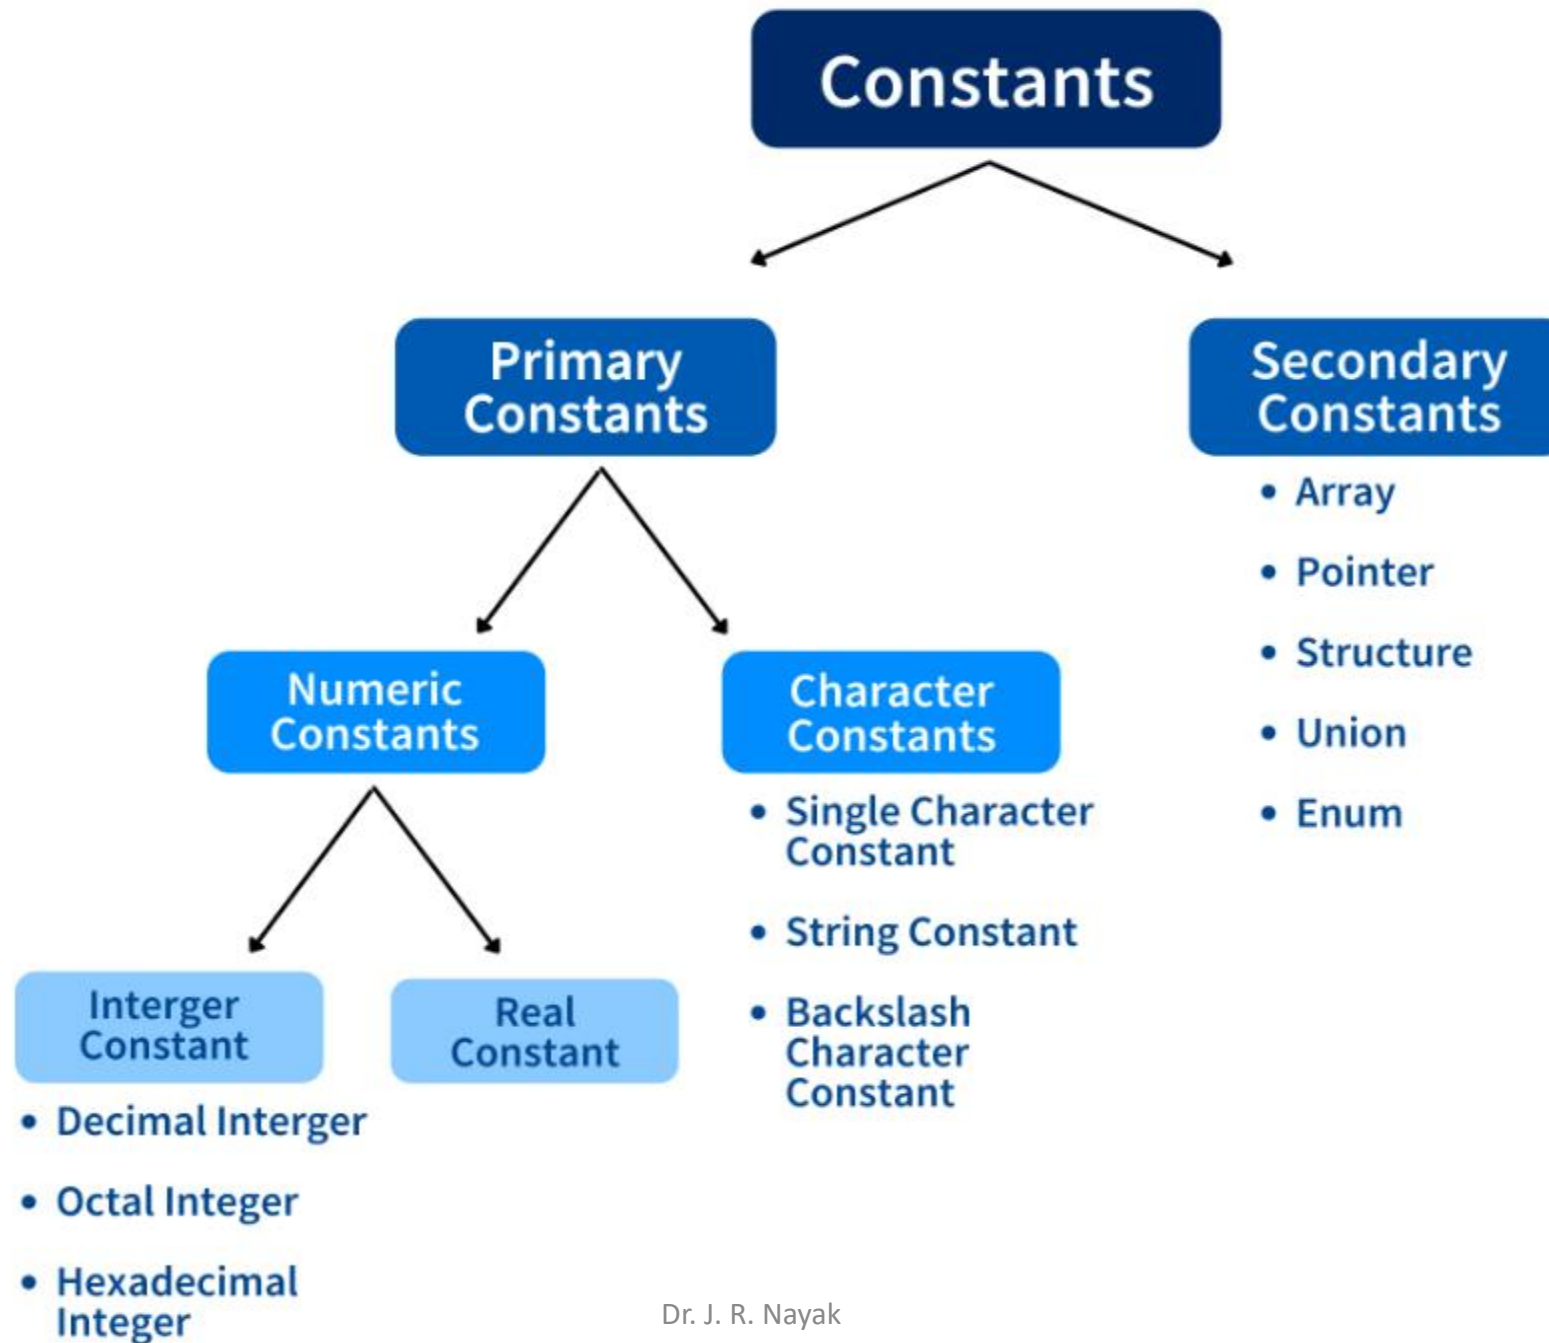 Constants
Primary
Constants
Secondary
Constants
• Array
• Pointer
• Structure
• Union
• Enum
Numeric
Constants
Character
Constants
• Single Character
Constant
• String Constant
• Backslash
Character
Constant
Interger
Constant
Real
Constant
• Decimal Interger
• Octal Integer
• Hexadecimal
Integer
Dr. J. R. Nayak